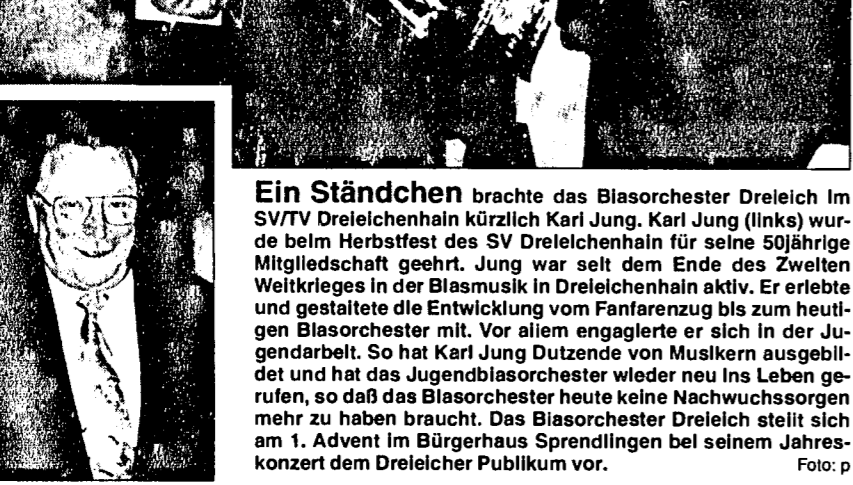 Ein Ständchen brachte das Blasorchester Dreieich im
SV/TV Dreieichenhain kürzlich Karl Jung. Karl Jung (links) wur-
de beim Herbstfest des SV Dreieichenhain für seine 50jährige
Mitgliedschaft geehrt. Jung war seit dem Ende des Zweiten
Weltkrieges in der Blasmusik in Dreieichenhain aktiv. Er erlebte
und gestaltete die Entwicklung vom Fanfarenzug bis zum heuti-
gen Blasorchester mit. Vor allem engagierte er sich in der Ju-
gendarbeit. So hat Karl Jung Dutzende von Musikern ausgebil-
det und hat das Jugendblasorchester wieder neu ins Leben ge-
rufen, so daß das Blasorchester heute keine Nachwuchssorgen
mehr zu haben braucht. Das Blasorchester Dreieich stellt sich
am 1. Advent im Bürgerhaus Sprendlingen bei seinem Jahres-
konzert dem Dreieicher Publikum vor. Foto: p